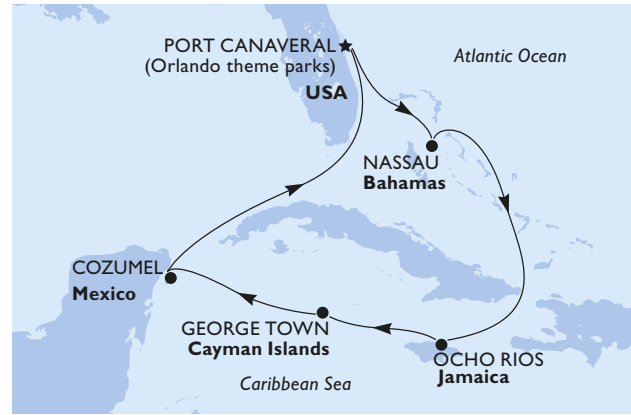 PORT CANAVERAL
(Orlando theme parks)
USA
Atlantic Ocean
NASSAU
Bahamas
COZUMEL
Mexico
GEORGE TOWN
Cayman Islands
OCHO RIOS
Jamaica
Caribbean Sea